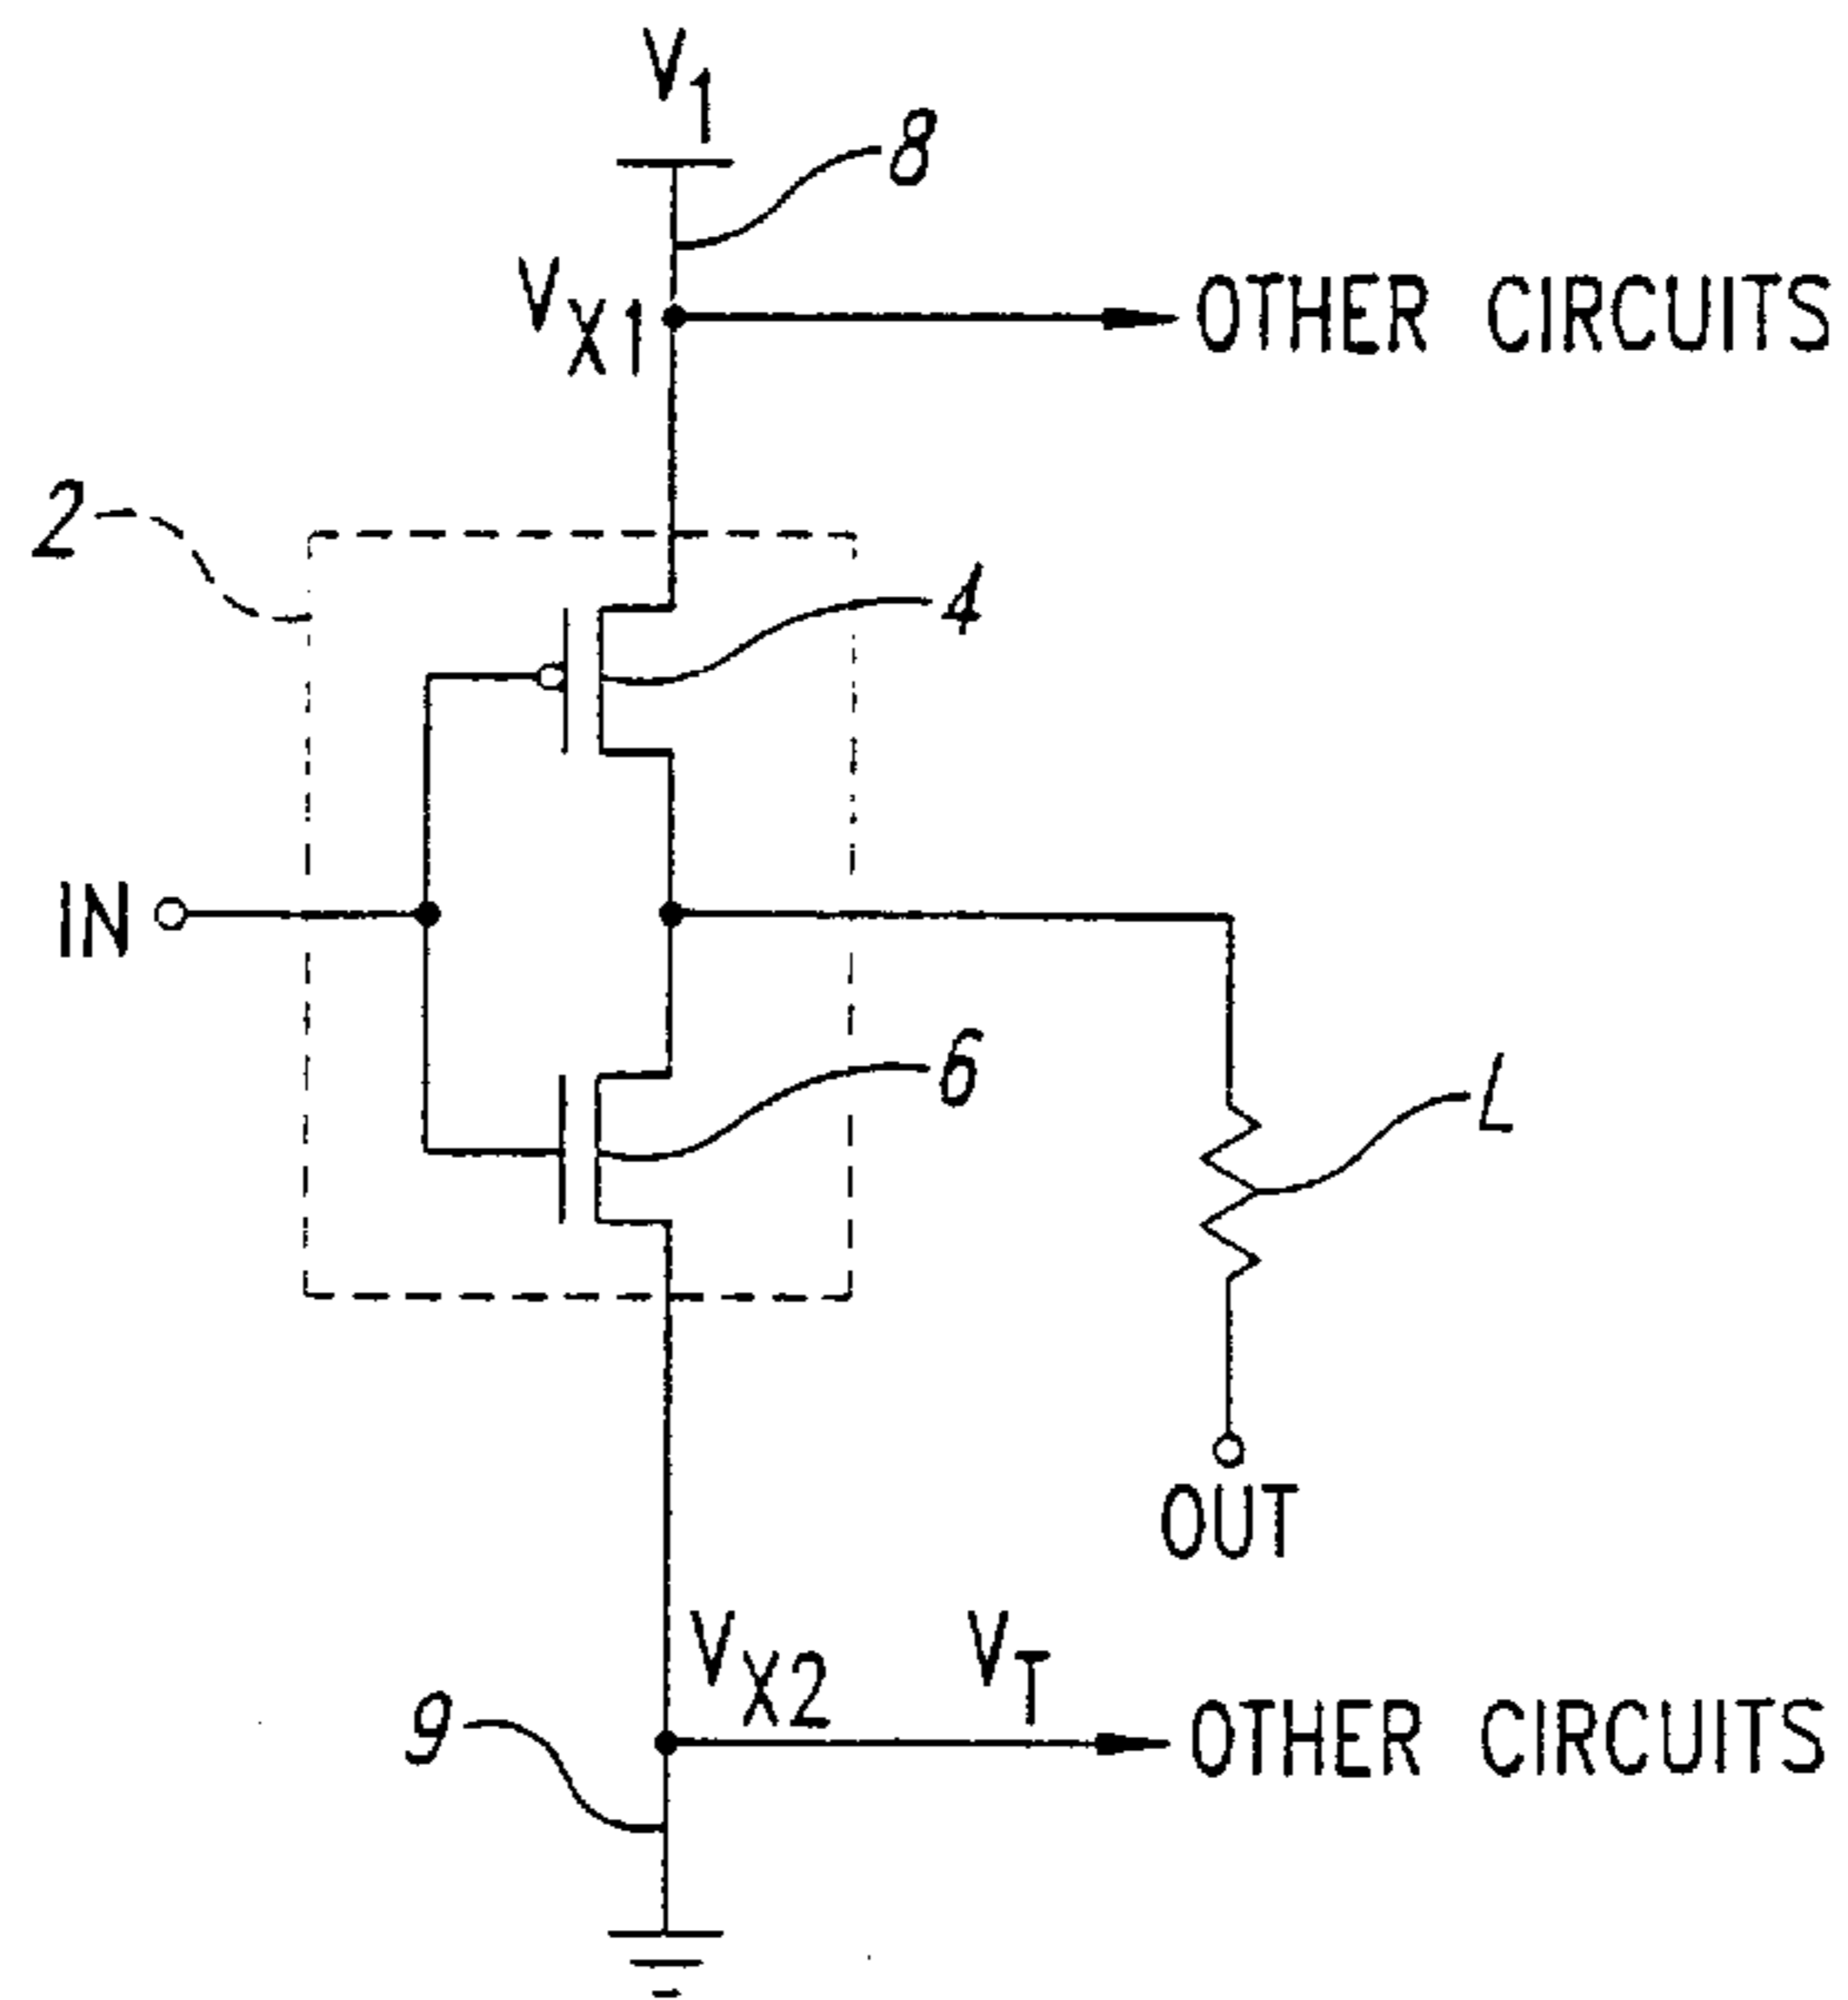 V1
8
VX1
OTHER CIRCUITS
2
4
IN
6
L
OUT
VX2
VT
9
OTHER CIRCUITS